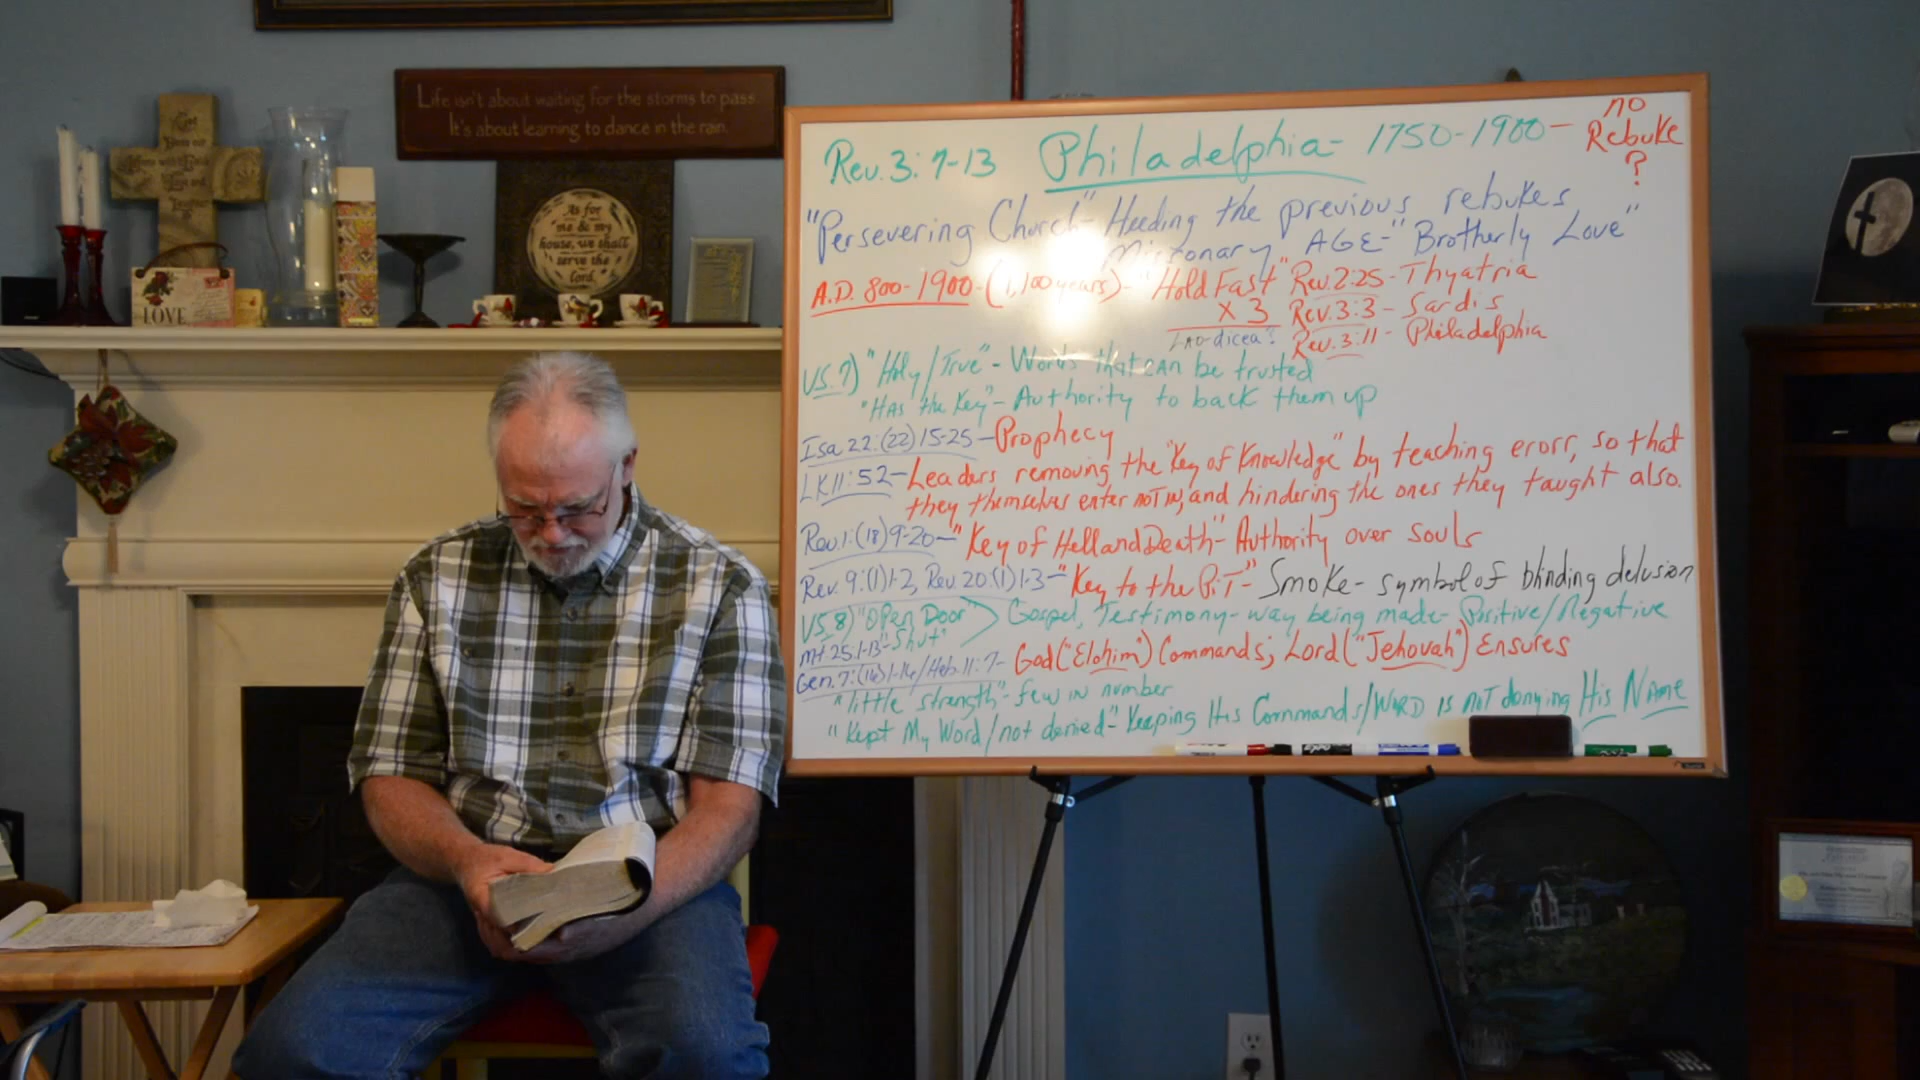 Life isn't about waiting for the storms to pass.
It's about learning to dance in the rain.
As for
me & my
house, we shall
serve the
lord.
LOVE
no
Rebuke
?
Rev. 3:7-13 Philadelphia- 1750-1900-
"Persevering Church"- Heeding the previous rebukes
Missionary AGE-"Brotherly Love"
A.D. 800-1900-(1,100 years)-"Hold Fast" Rev. 2:25-Thyatria
X 3 Rev. 3:3-Sardis
LAO-dicea? Rev. 3:11-Philadelphia
VS. 7) "Holy/True"- Words that can be trusted
"HAS the Key"- Authority to back them up
Isa 22:(22)15-25-Prophecy
LK 11:52-Leaders removing the "Key of Knowledge" by teaching erorr, so that
they themselves enter not in, and hindering the ones they taught also.
Rev. 1:(18)9-20-"Key of Hell and Death"- Authority over souls
Rev. 9:(1)1-2, Rev. 20:(1)1-3-"Key to the PiT"- Smoke- symbol of blinding delusion
VS. 8) "Open Door" > Gospel, Testimony- way being made- Positive/Negative
Mt. 25:1-13-"Shut"
Gen. 7:(16)1-16/Heb. 11:7- God("Elohim") Commands; Lord("Jehovah") Ensures
"little strength"- few in number
"Kept My Word/not denied"- Keeping His Commands/WORD is not denying His NAME
EXPO